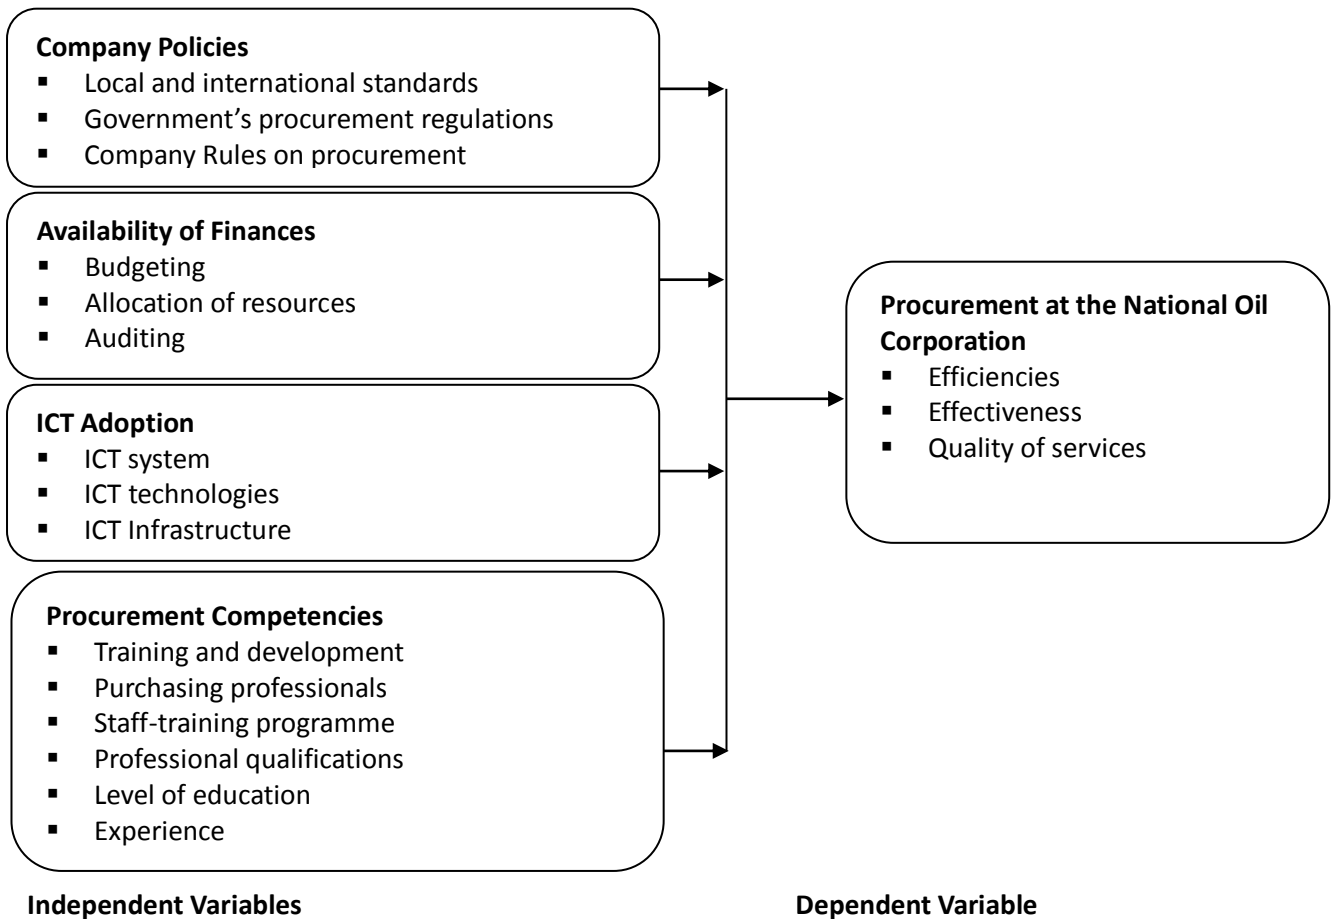 Company Policies
▪ Local and international standards
▪ Government’s procurement regulations
▪ Company Rules on procurement
Availability of Finances
▪ Budgeting
▪ Allocation of resources
▪ Auditing
ICT Adoption
▪ ICT system
▪ ICT technologies
▪ ICT Infrastructure
Procurement Competencies
▪ Training and development
▪ Purchasing professionals
▪ Staff-training programme
▪ Professional qualifications
▪ Level of education
▪ Experience
Procurement at the National Oil
Corporation
▪ Efficiencies
▪ Effectiveness
▪ Quality of services
Independent Variables
Dependent Variable